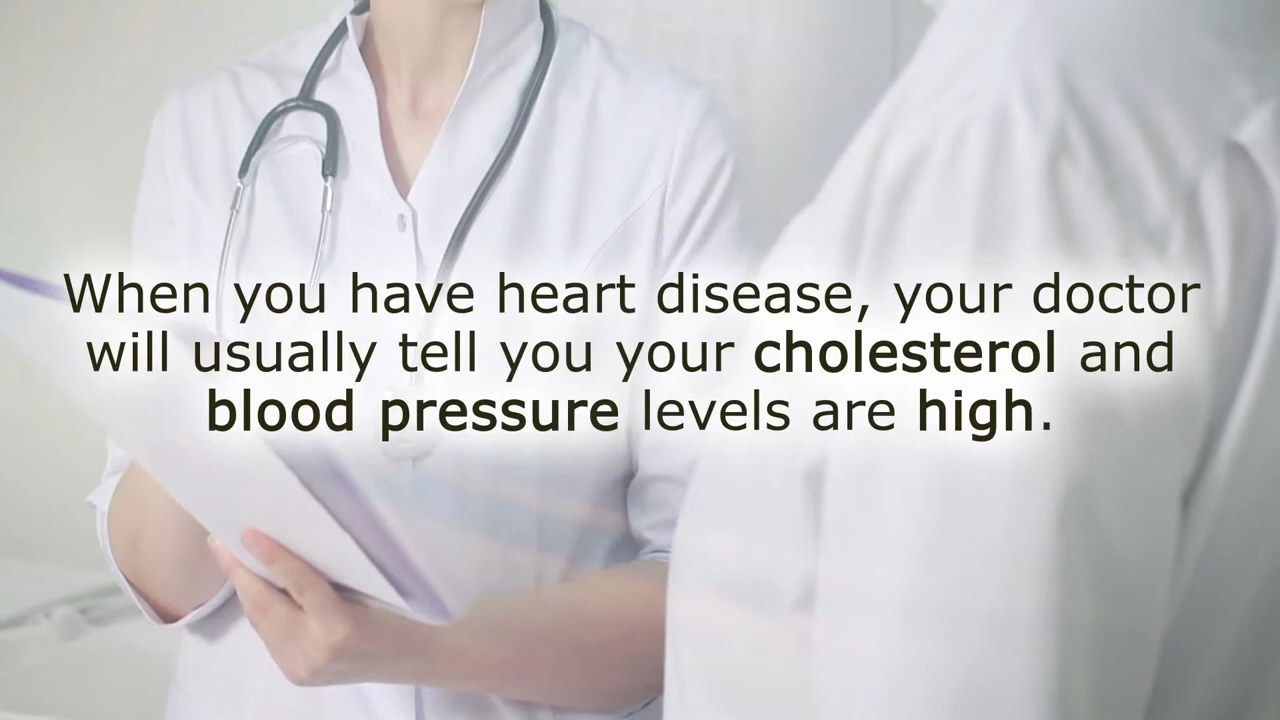 When you have heart disease, your doctor
will usually tell you your cholesterol and
blood pressure levels are high.